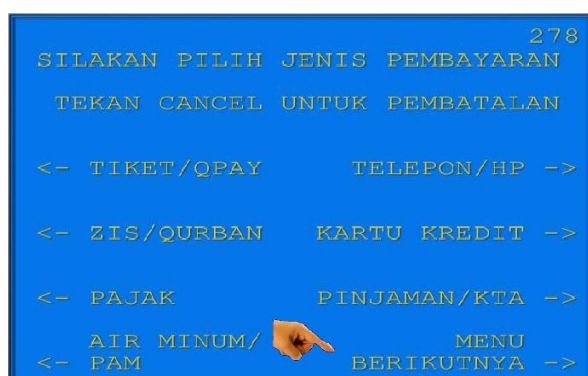 278
SILAKAN PILIH JENIS PEMBAYARAN
TEKAN CANCEL UNTUK PEMBATALAN
<- TIKET/QPAY TELEPON/HP ->
<- ZIS/QURBAN KARTU KREDIT ->
<- PAJAK PINJAMAN/KTA ->
AIR MINUM/ MENU
<- PAM BERIKUTNYA ->